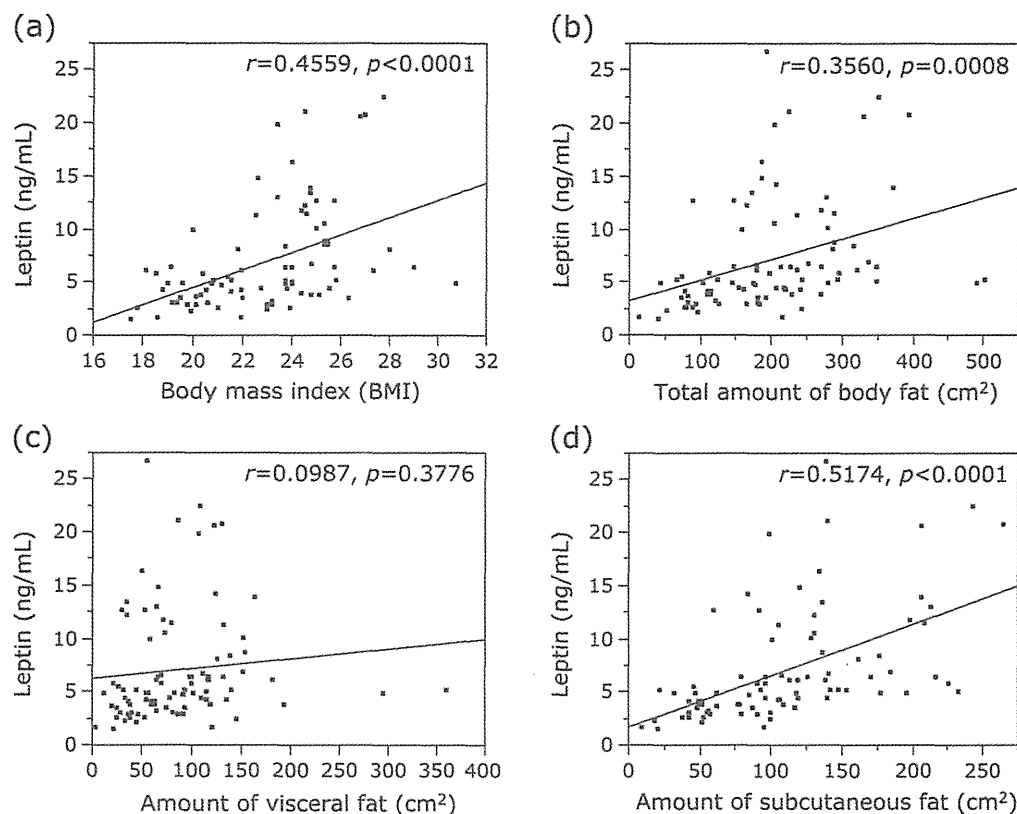 (a)
r=0.4559, p<0.0001
Leptin (ng/mL)
25
20
15
10
5
0
16 18 20 22 24 26 28 30 32
Body mass index (BMI)
(b)
r=0.3560, p=0.0008
Leptin (ng/mL)
25
20
15
10
5
0
0 100 200 300 400 500
Total amount of body fat (cm²)
(c)
r=0.0987, p=0.3776
Leptin (ng/mL)
25
20
15
10
5
0
0 50 100 150 200 250 300 350 400
Amount of visceral fat (cm²)
(d)
r=0.5174, p<0.0001
Leptin (ng/mL)
25
20
15
10
5
0
0 50 100 150 200 250
Amount of subcutaneous fat (cm²)